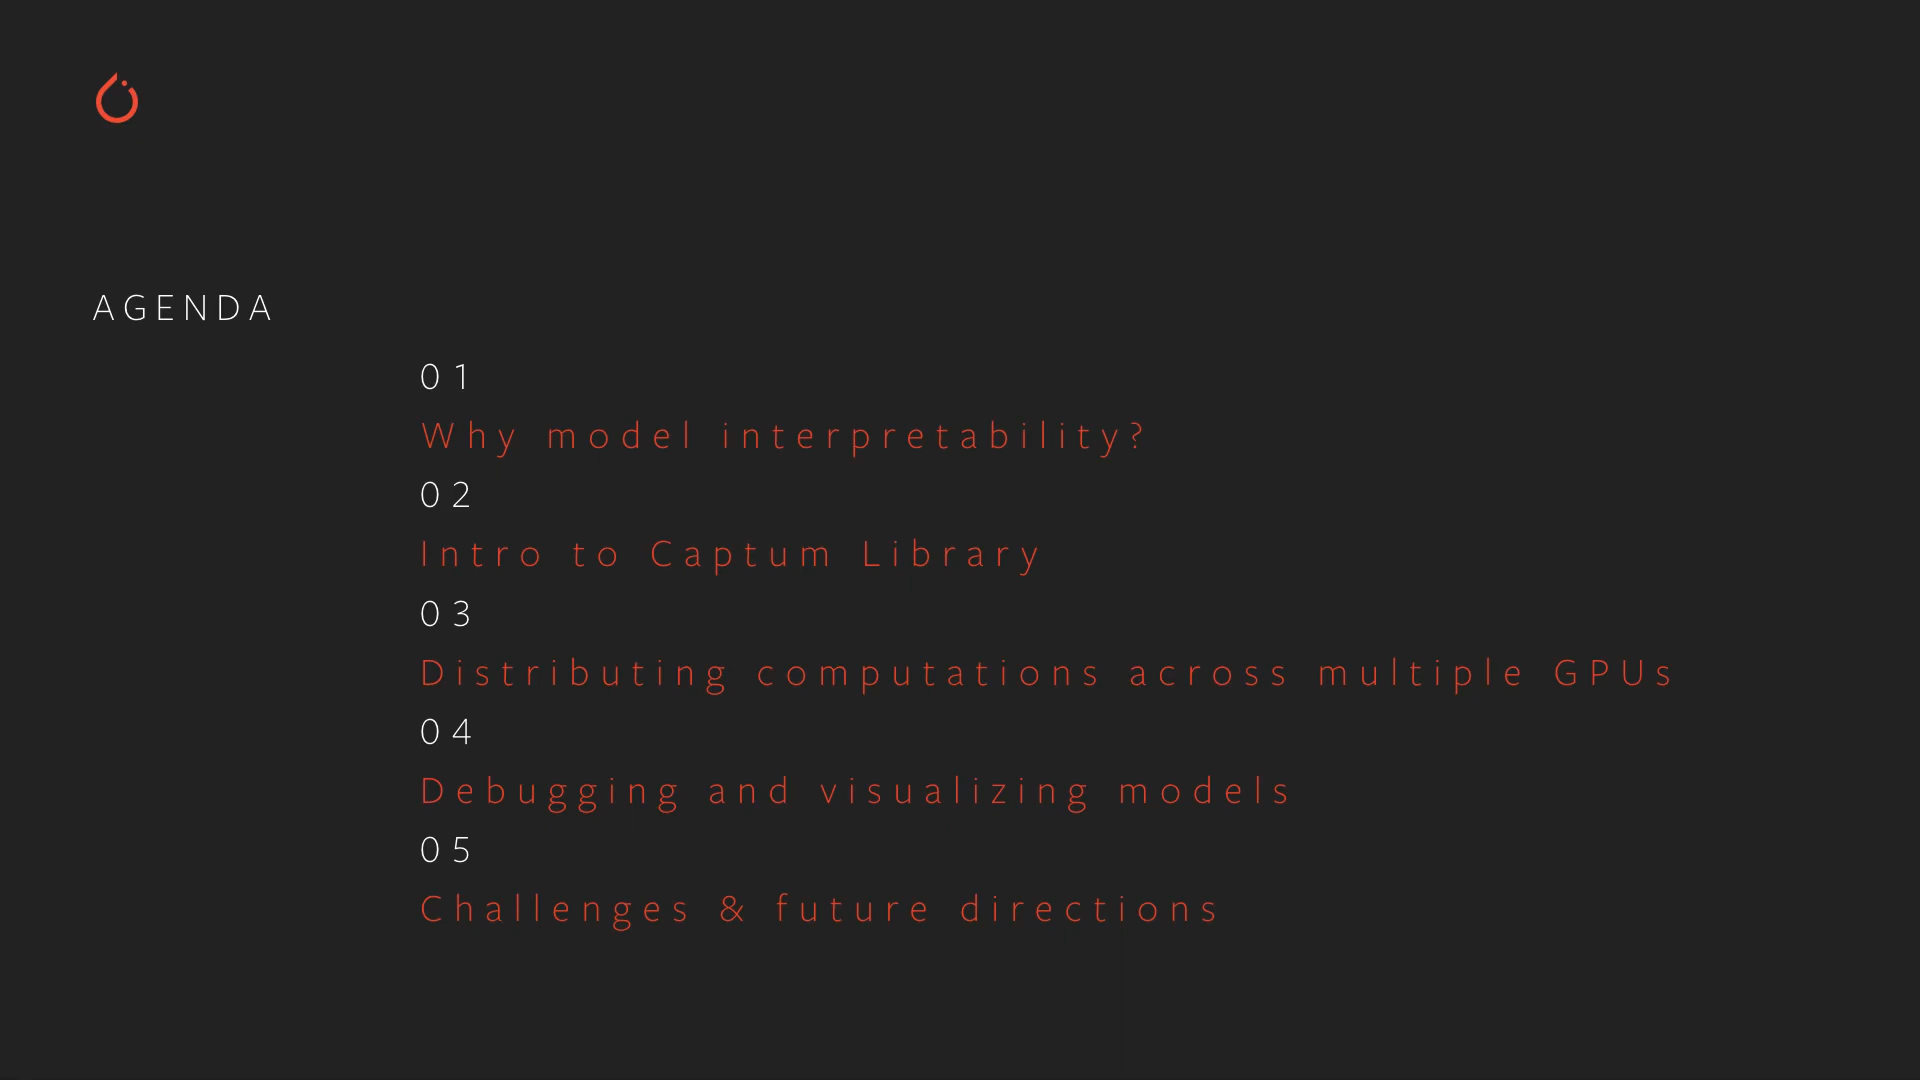 AGENDA
01
Why model interpretability?
02
Intro to Captum Library
03
Distributing computations across multiple GPUs
04
Debugging and visualizing models
05
Challenges & future directions